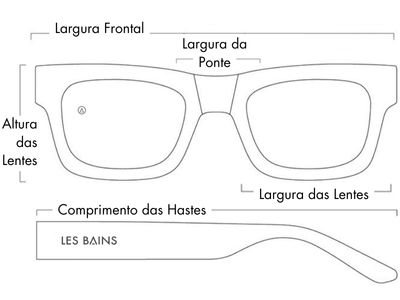 Largura Frontal
Largura da
Ponte
Altura
das
Lentes
Largura das Lentes
Comprimento das Hastes
LES BAINS